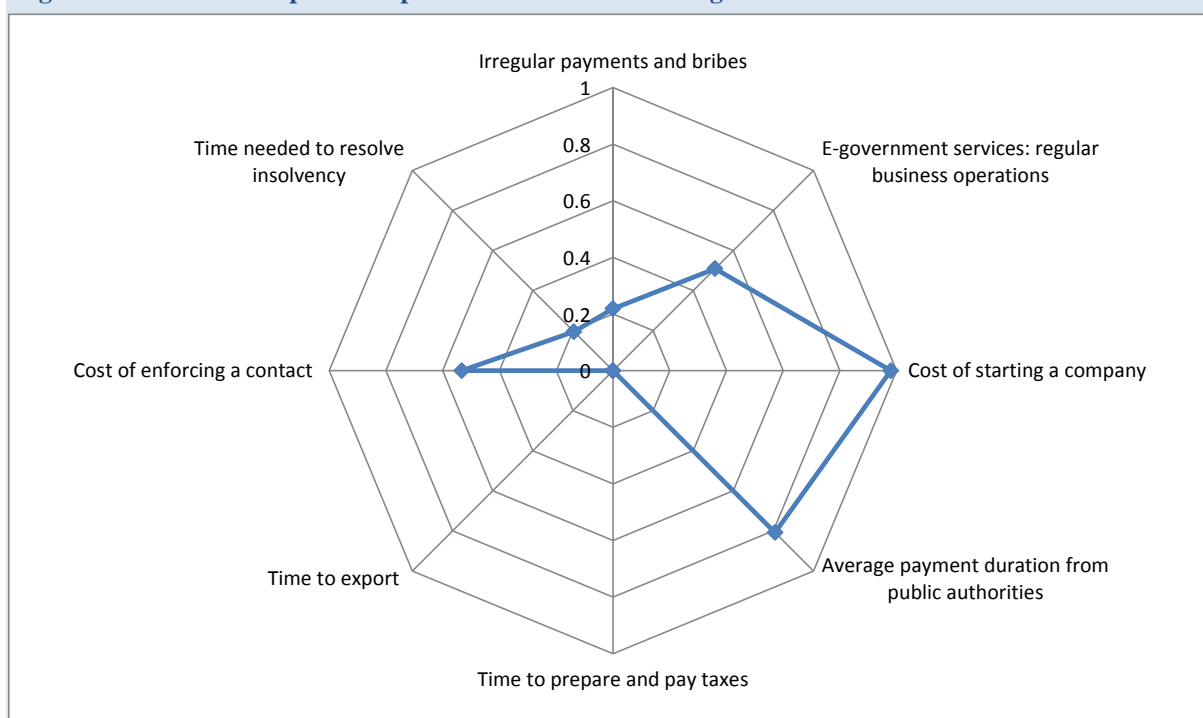 Irregular payments and bribes
1
Time needed to resolve
insolvency
E-government services: regular
business operations
0.8
0.6
0.4
0.2
0
Cost of enforcing a contact
Cost of starting a company
Time to export
Average payment duration from
public authorities
Time to prepare and pay taxes